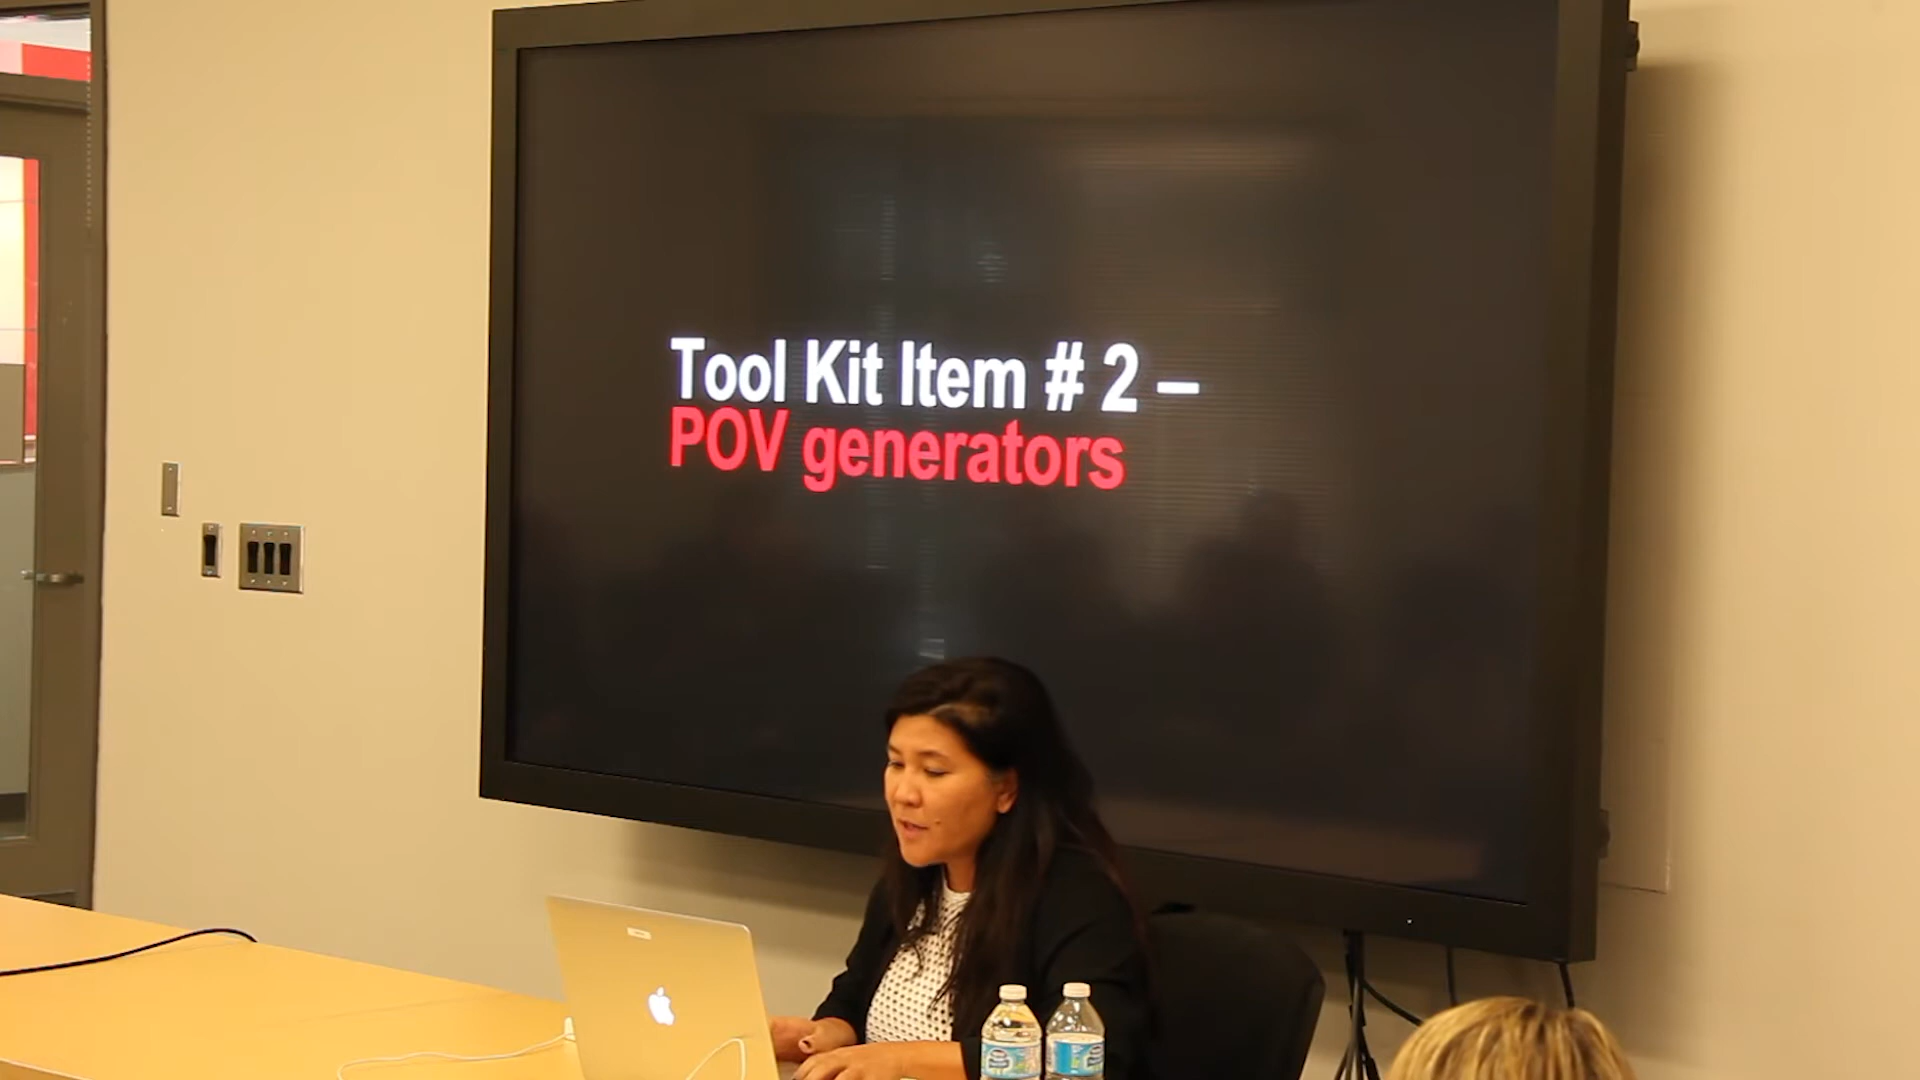 Tool Kit Item # 2 –
POV generators